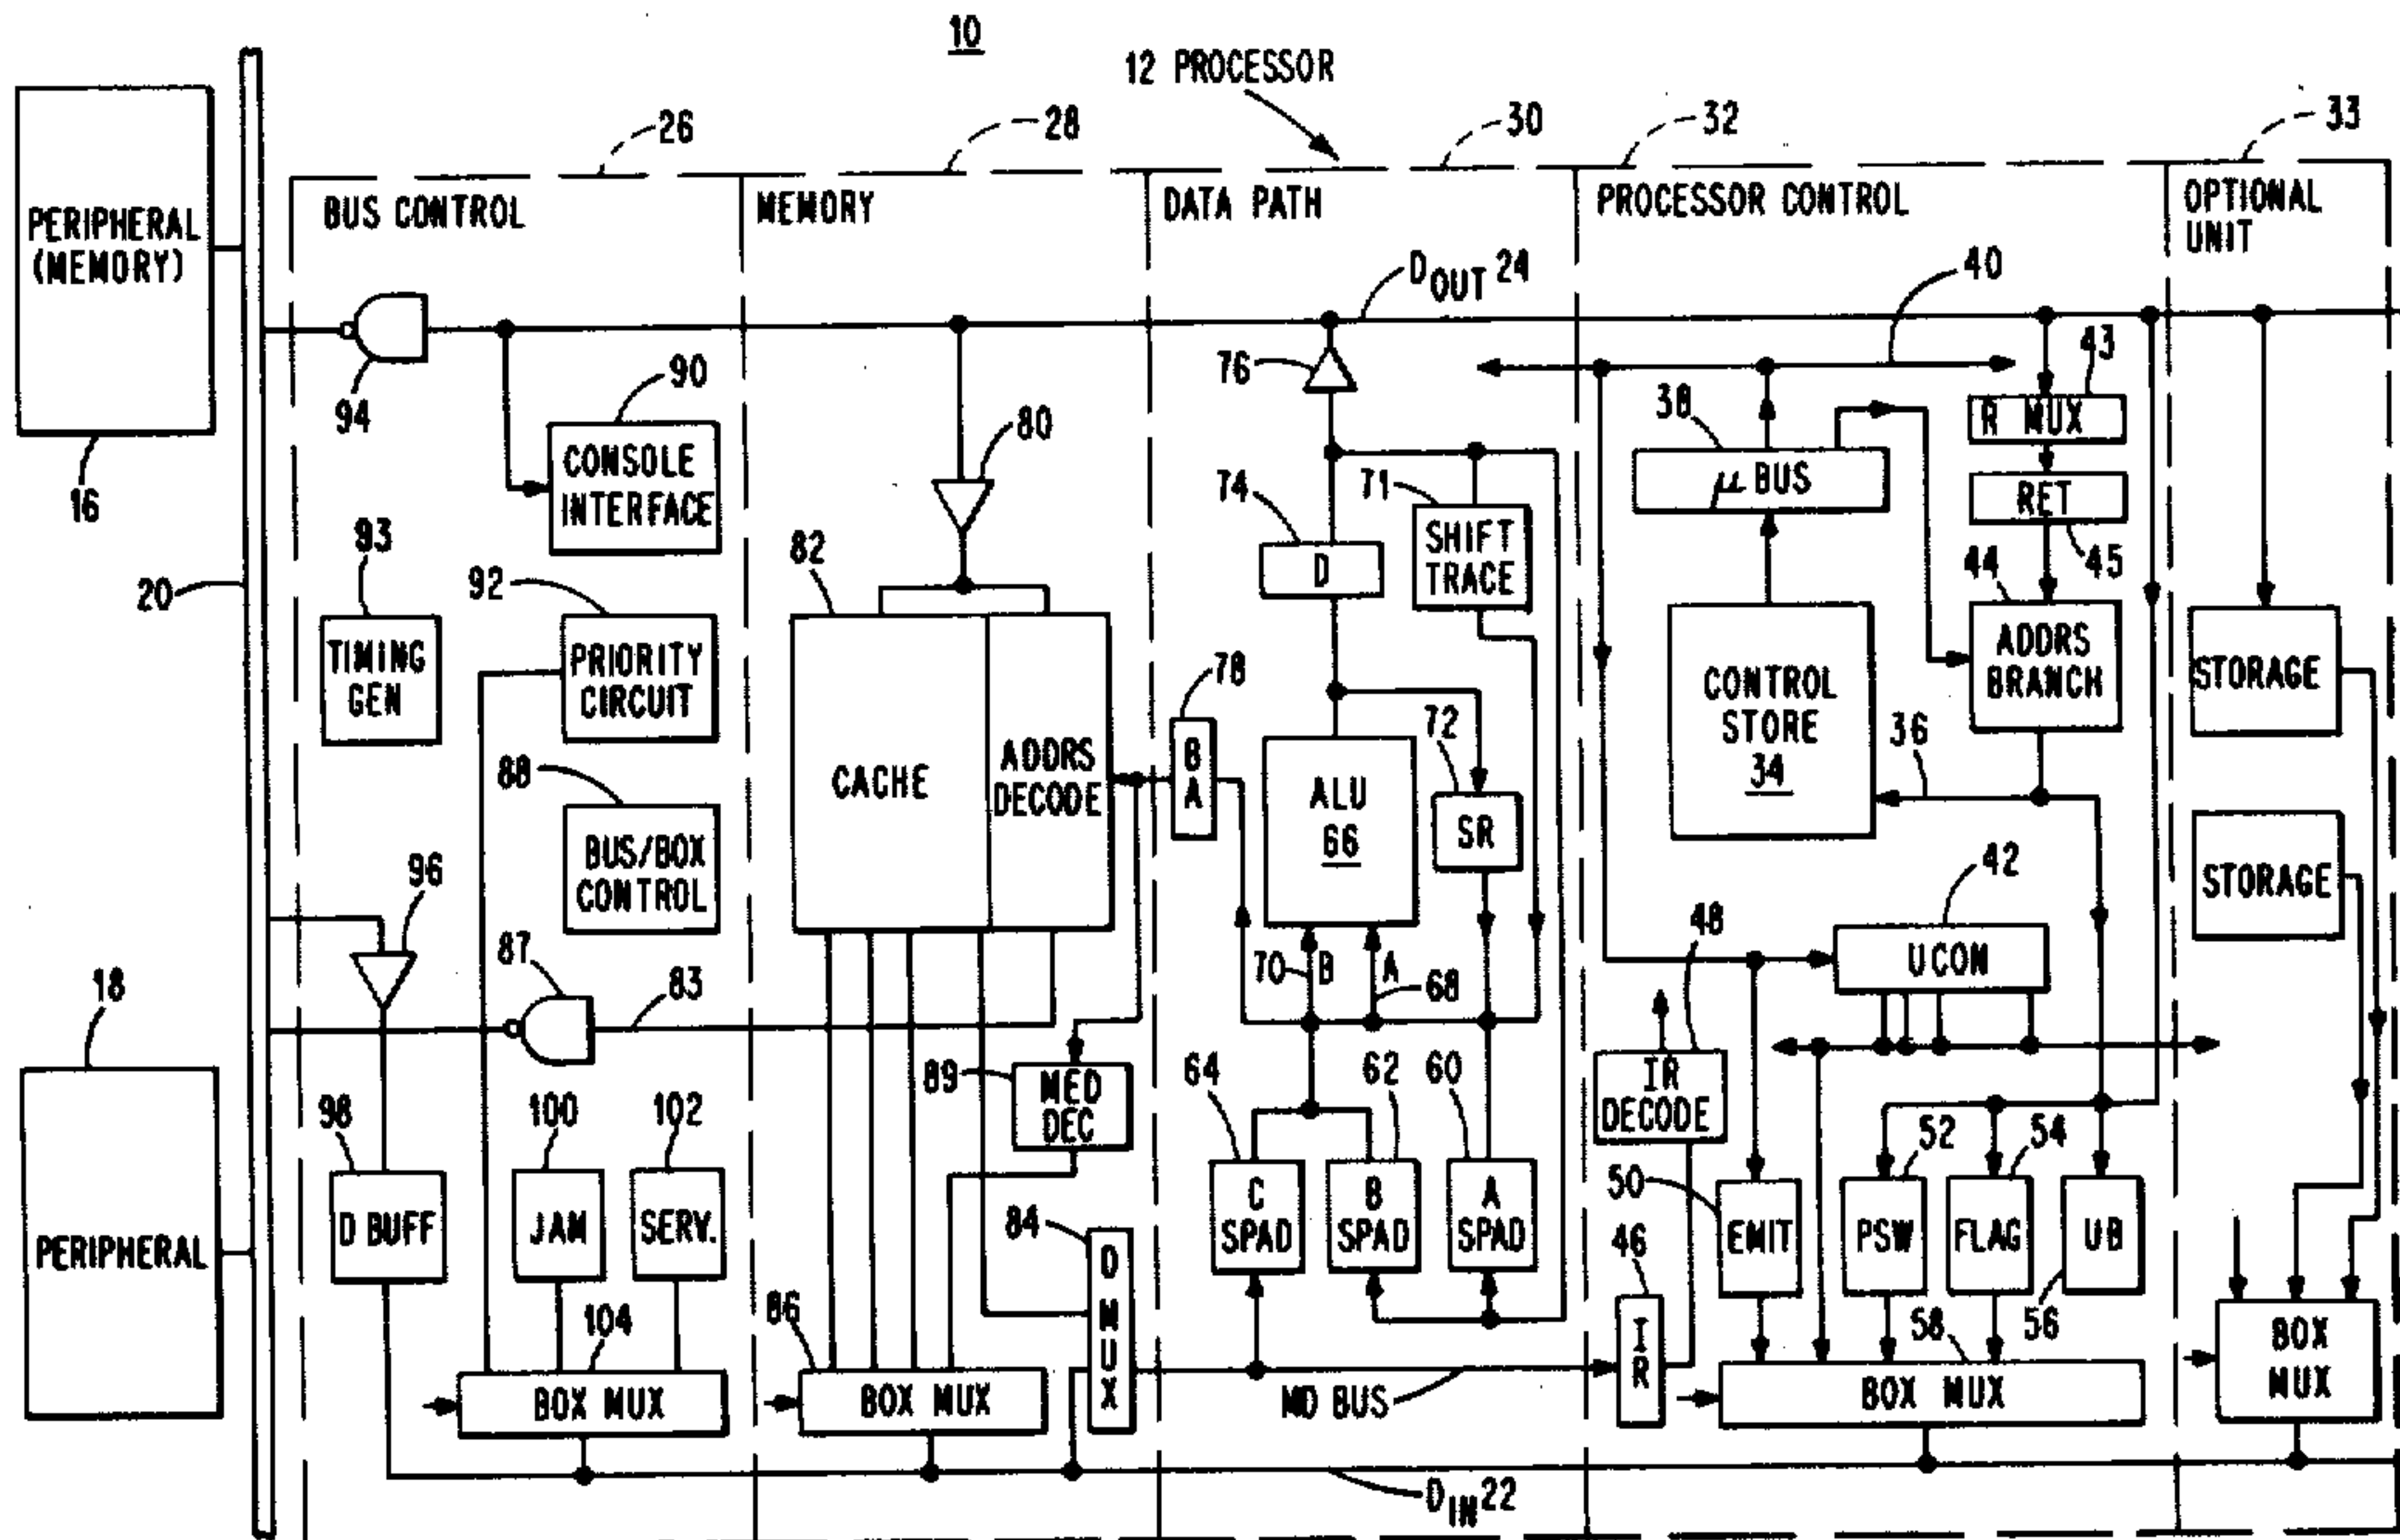 10
12 PROCESSOR
26
28
30
32
33
PERIPHERAL
(MEMORY)
16
20
BUS CONTROL
MEMORY
DATA PATH
PROCESSOR CONTROL
OPTIONAL
UNIT
DOUT 24
40
94
90
CONSOLE
INTERFACE
93
TIMING
GEN
92
PRIORITY
CIRCUIT
88
BUS/BOX
CONTROL
96
87
83
18
PERIPHERAL
98
D BUFF
100
JAM
102
SERV.
104
BOX MUX
80
82
CACHE
ADDRS
DECODE
89
MED
DEC
84
D
MUX
86
BOX MUX
76
74
D
71
SHIFT
TRACE
78
BA
ALU
66
72
SR
70
B
A
68
64
C
SPAD
62
B
SPAD
60
A
SPAD
MD BUS
38
μ BUS
43
R MUX
RET
45
44
ADDRS
BRANCH
CONTROL
STORE
34
36
42
UCON
48
IR
DECODE
46
IR
50
EMIT
52
PSW
54
FLAG
UB
56
58
BOX MUX
STORAGE
STORAGE
BOX
MUX
DIN 22